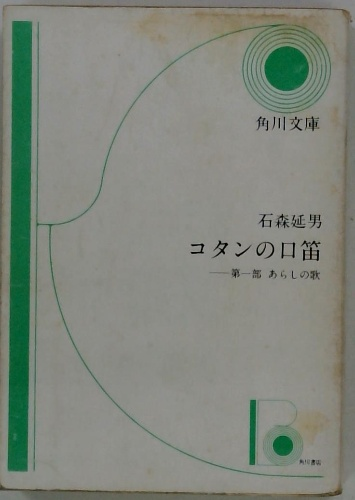 角川文庫
石森延男
コタンの口笛
——第一部 あらしの歌
角川書店